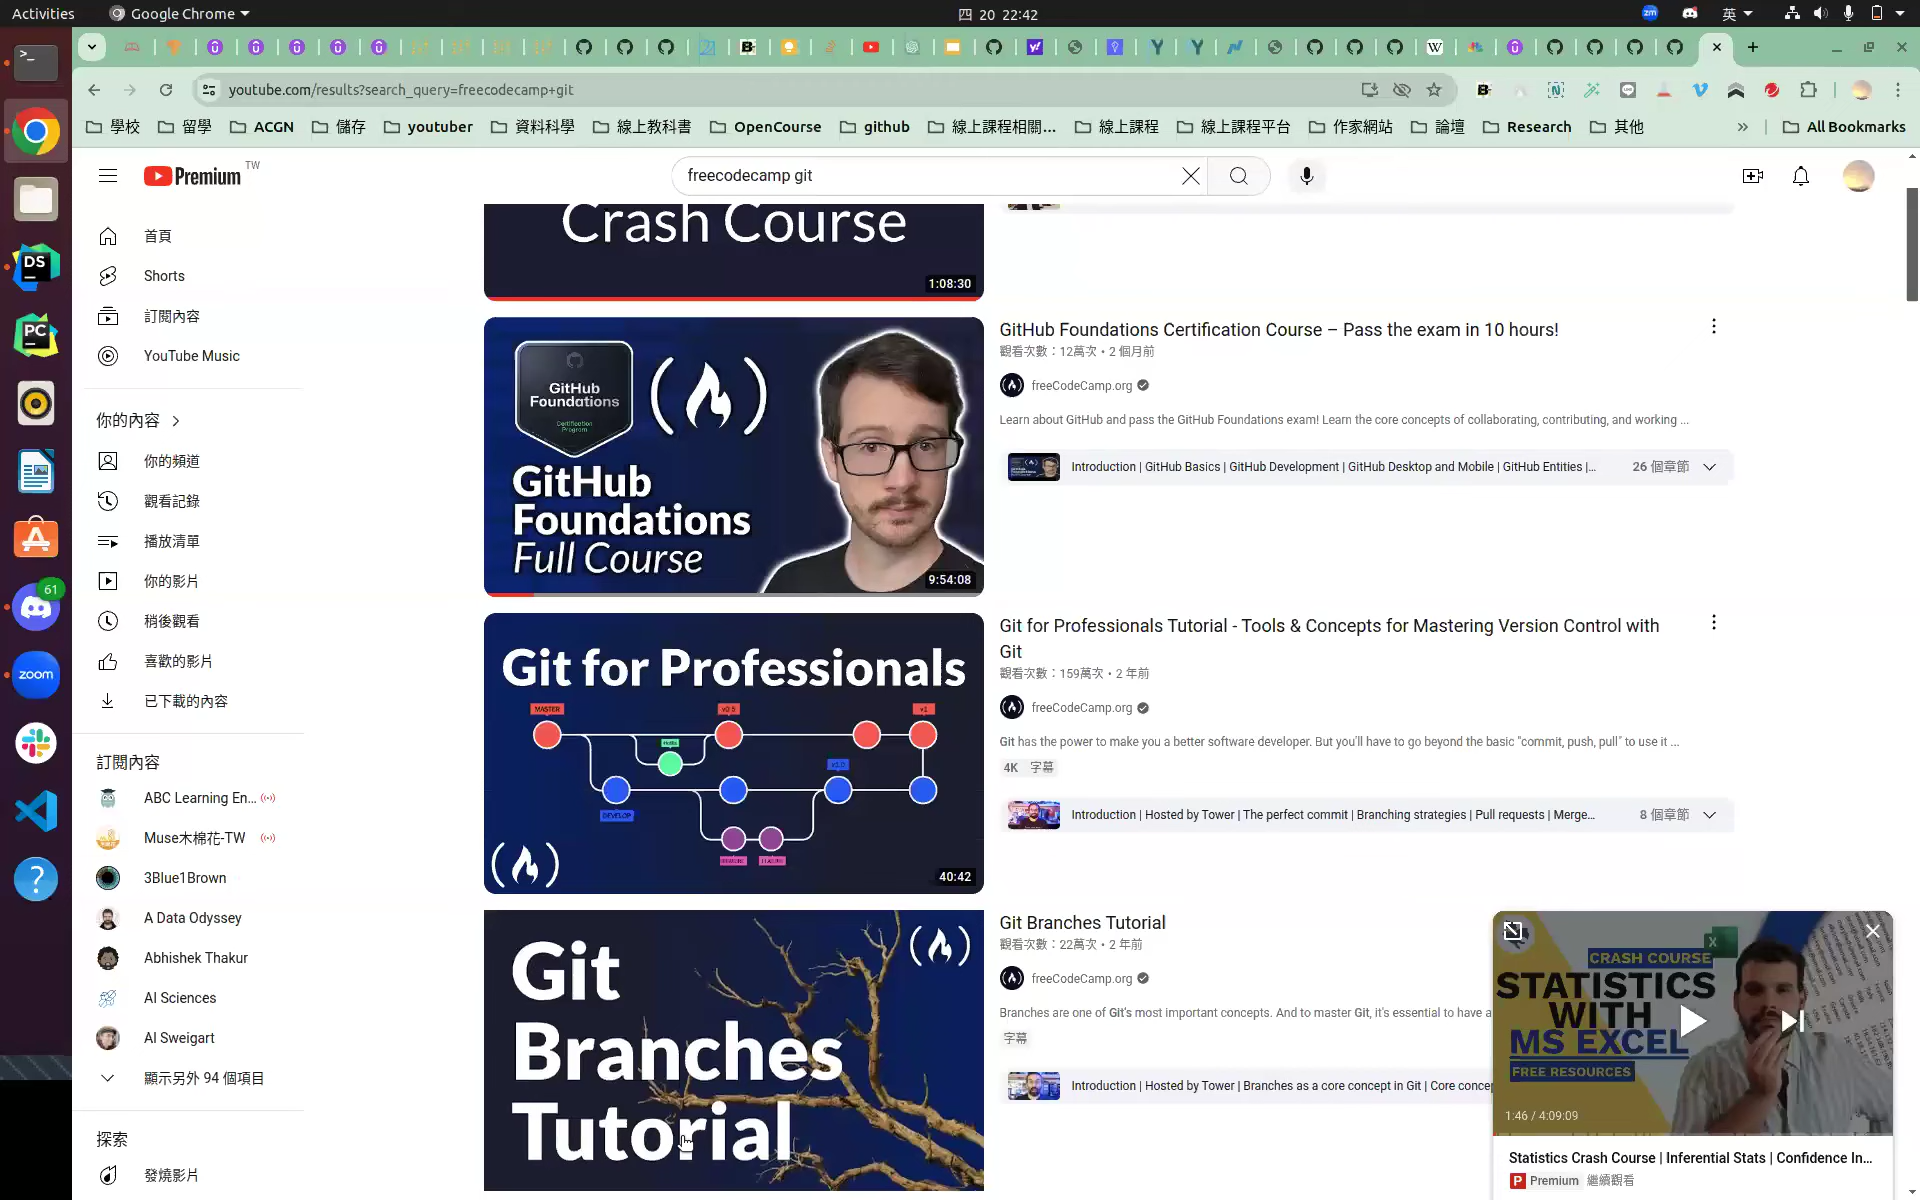 Activities
Google Chrome
四 20 22:42
zm
英
youtube.com/results?search_query=freecodecamp+git
學校
留學
ACGN
儲存
youtuber
資料科學
線上教科書
OpenCourse
github
線上課程相關...
線上課程
線上課程平台
作家網站
論壇
Research
其他
All Bookmarks
Premium TW
freecodecamp git
首頁
Shorts
訂閱內容
YouTube Music
你的內容
你的頻道
觀看記錄
播放清單
你的影片
稍後觀看
喜歡的影片
已下載的內容
訂閱內容
ABC Learning En...
Muse木棉花-TW
3Blue1Brown
A Data Odyssey
Abhishek Thakur
AI Sciences
Al Sweigart
顯示另外 94 個項目
探索
發燒影片
DS
PC
61
zoom
Crash Course
1:08:30
GitHub
Foundations
Certification
Program
GitHub
Foundations
Full Course
9:54:08
GitHub Foundations Certification Course – Pass the exam in 10 hours!
觀看次數：12萬次 • 2 個月前
freeCodeCamp.org
Learn about GitHub and pass the GitHub Foundations exam! Learn the core concepts of collaborating, contributing, and working ...
Introduction | GitHub Basics | GitHub Development | GitHub Desktop and Mobile | GitHub Entities |...
26 個章節
Git for Professionals
MASTER
v1
DEVELOP
40:42
Git for Professionals Tutorial - Tools & Concepts for Mastering Version Control with
Git
觀看次數：159萬次 • 2 年前
freeCodeCamp.org
Git has the power to make you a better software developer. But you'll have to go beyond the basic "commit, push, pull" to use it ...
4K 字幕
Introduction | Hosted by Tower | The perfect commit | Branching strategies | Pull requests | Merge...
8 個章節
Git
Branches
Tutorial
Git Branches Tutorial
觀看次數：22萬次 • 2 年前
freeCodeCamp.org
Branches are one of Git's most important concepts. And to master Git, it's essential to have a
字幕
Introduction | Hosted by Tower | Branches as a core concept in Git | Core concep
CRASH COURSE
STATISTICS
WITH
MS EXCEL
FREE RESOURCES
1:46 / 4:09:09
Statistics Crash Course | Inferential Stats | Confidence In...
Premium 繼續觀看